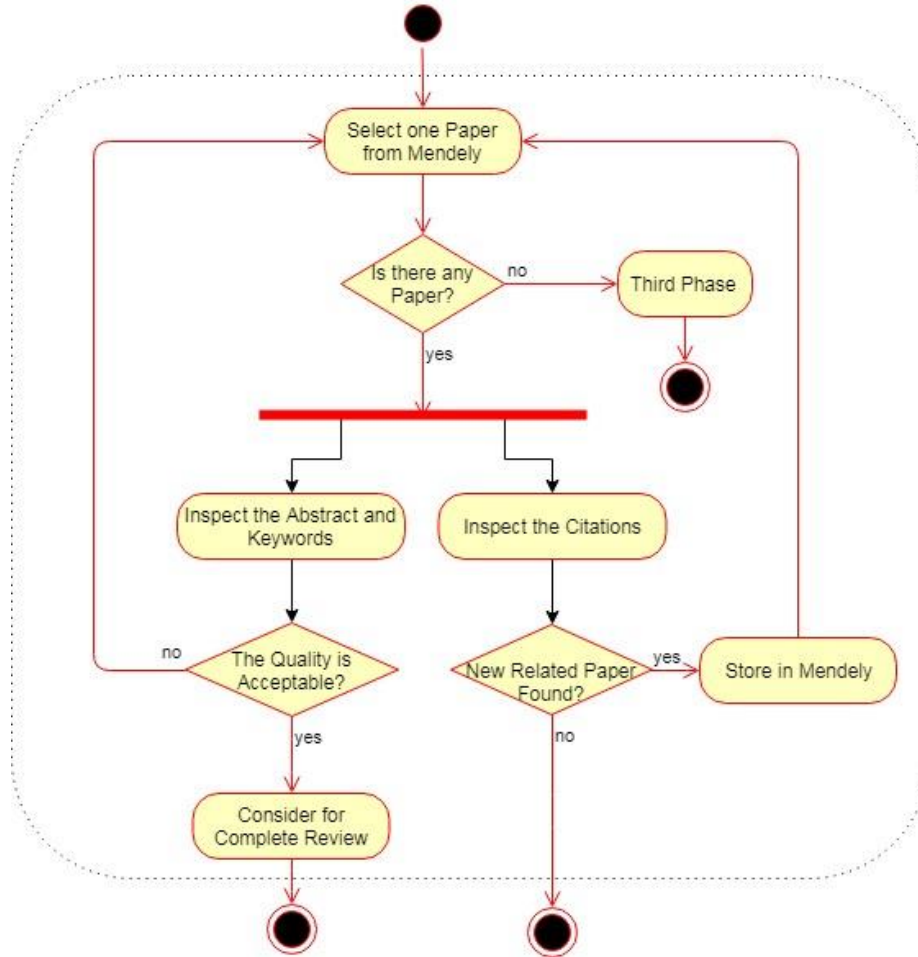 Select one Paper
from Mendely
Is there any
Paper?
no
Third Phase
yes
Inspect the Abstract and
Keywords
Inspect the Citations
no
The Quality is
Acceptable?
New Related Paper
Found?
yes
Store in Mendely
yes
no
Consider for
Complete Review